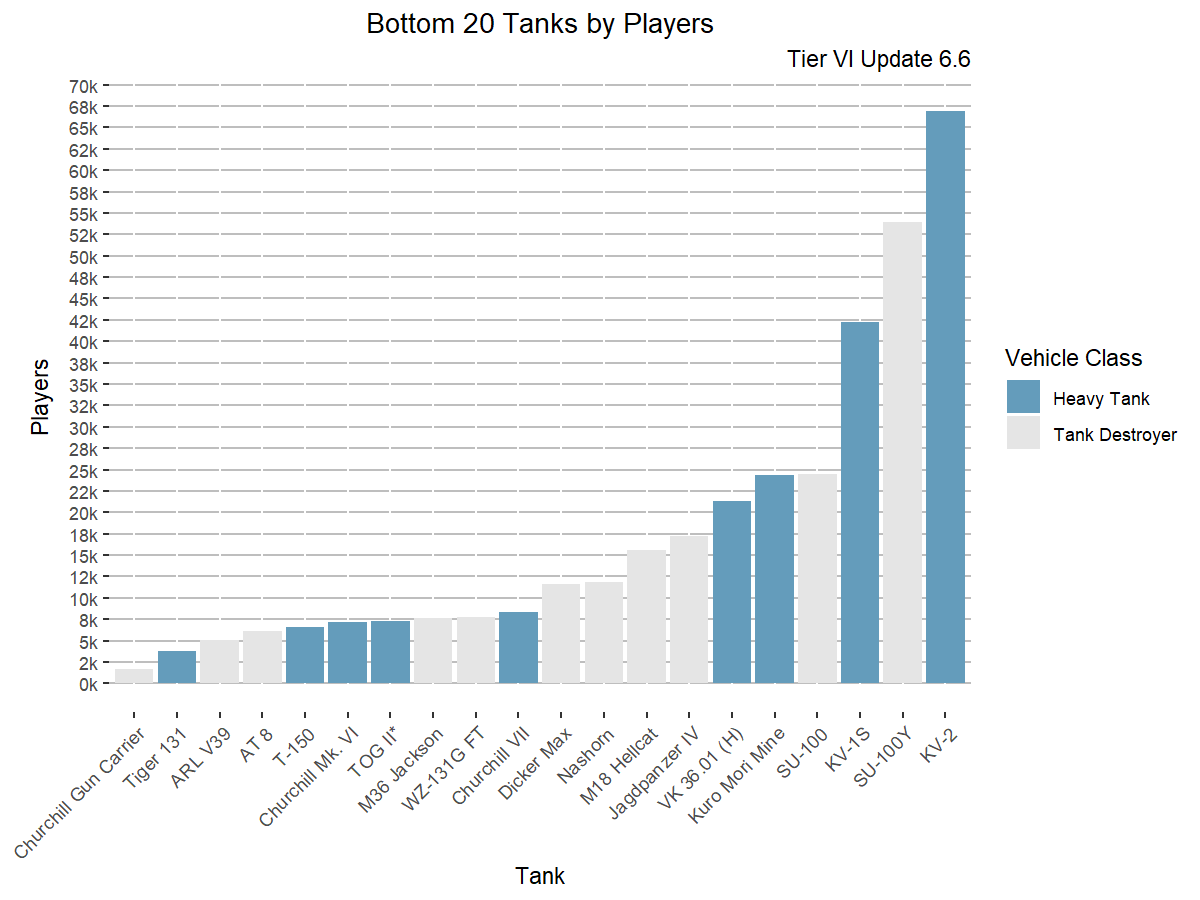 Bottom 20 Tanks by Players
Tier VI Update 6.6
70k
68k
65k
62k
60k
58k
55k
52k
50k
48k
45k
42k
40k
38k
35k
32k
30k
28k
25k
22k
20k
18k
15k
12k
10k
8k
5k
2k
0k
Players
Churchill Gun Carrier
Tiger 131
ARL V39
AT 8
T-150
Churchill Mk. VI
TOG II*
M36 Jackson
WZ-131G FT
Churchill VII
Dicker Max
Nashorn
M18 Hellcat
Jagdpanzer IV
VK 36.01 (H)
Kuro Mori Mine
SU-100
KV-1S
SU-100Y
KV-2
Tank
Vehicle Class
Heavy Tank
Tank Destroyer